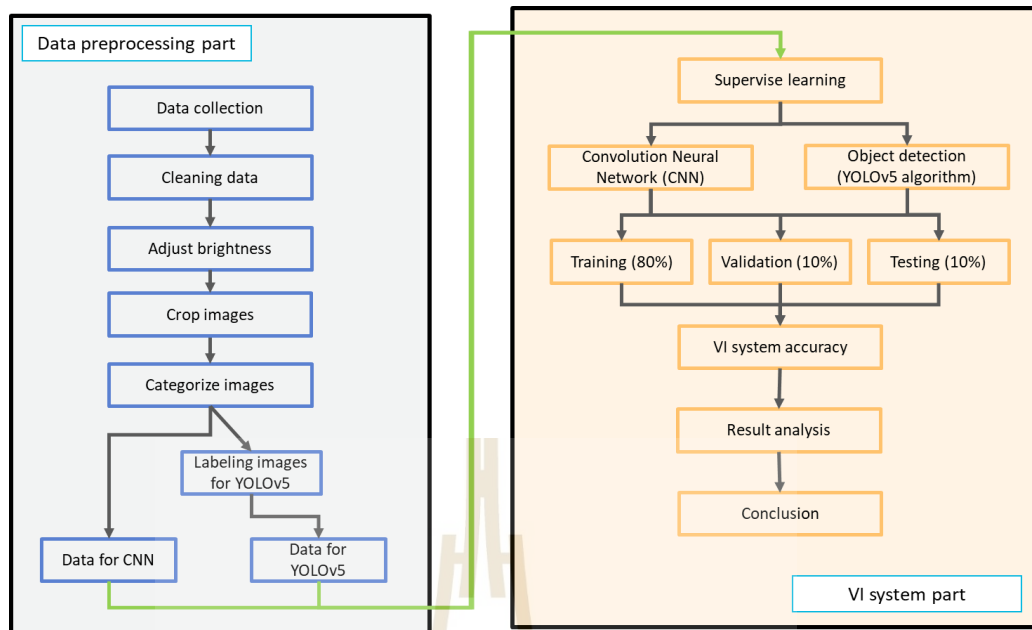 Data preprocessing part
Data collection
Cleaning data
Adjust brightness
Crop images
Categorize images
Labeling images
for YOLOv5
Data for CNN
Data for
YOLOv5
Supervise learning
Convolution Neural
Network (CNN)
Object detection
(YOLOv5 algorithm)
Training (80%)
Validation (10%)
Testing (10%)
VI system accuracy
Result analysis
Conclusion
VI system part